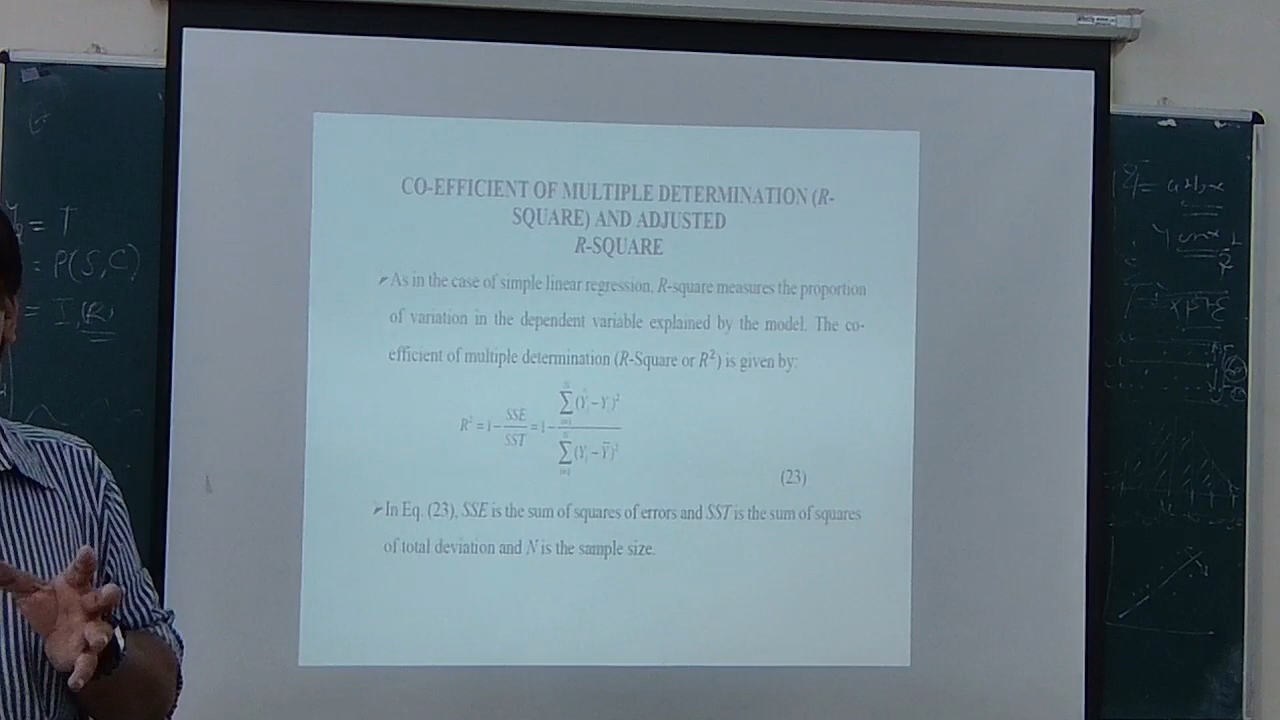 CO-EFFICIENT OF MULTIPLE DETERMINATION (R-
SQUARE) AND ADJUSTED
R-SQUARE
As in the case of simple linear regression, R-square measures the proportion
of variation in the dependent variable explained by the model. The co-
efficient of multiple determination (R-Square or R²) is given by:
R² = 1 − SSE/SST = 1 − ∑(Y − Y)² / ∑(Y − Ȳ)²
(23)
In Eq. (23), SSE is the sum of squares of errors and SST is the sum of squares
of total deviation and N is the sample size.
= T
= P(S,C)
= I,(R)